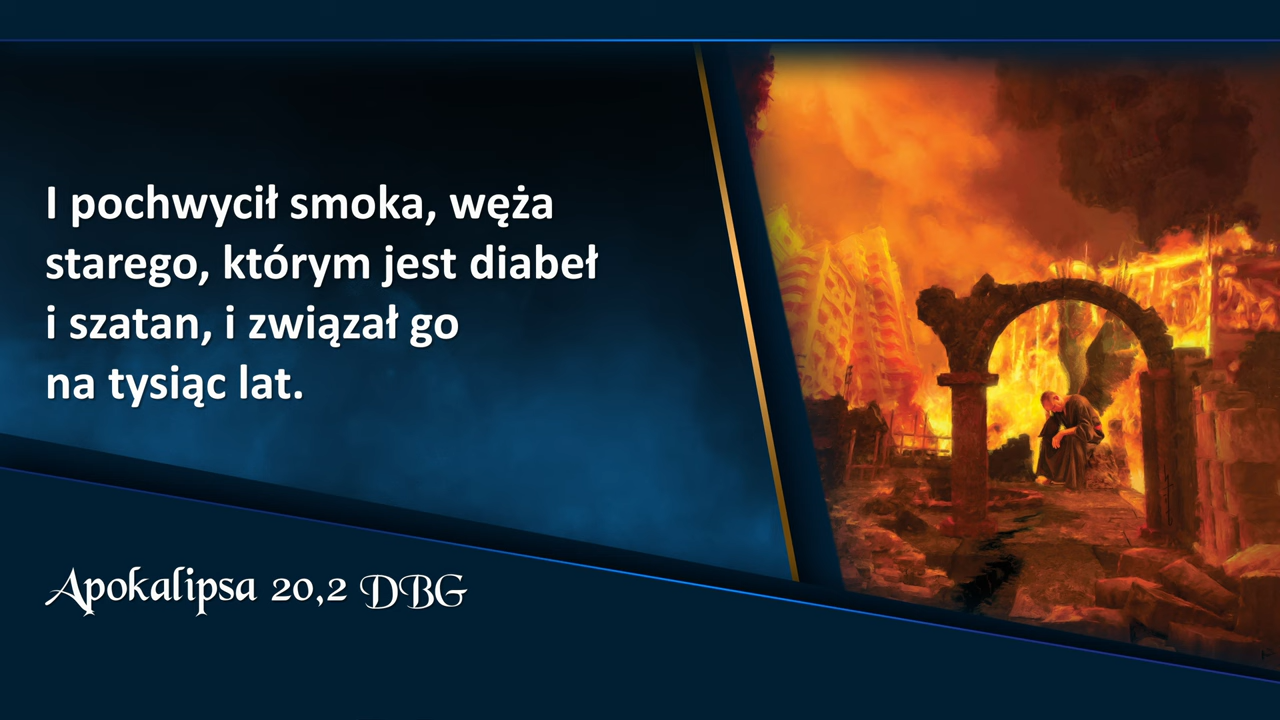 I pochwycił smoka, węża
starego, którym jest diabeł
i szatan, i związał go
na tysiąc lat.
Apokalipsa 20,2 DBG